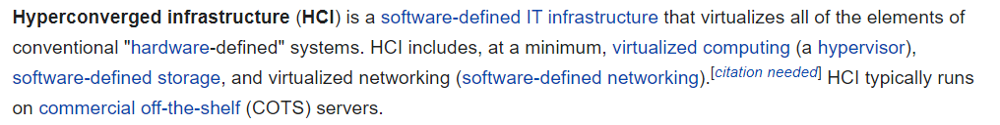 Hyperconverged infrastructure (HCI) is a software-defined IT infrastructure that virtualizes all of the elements of
conventional "hardware-defined" systems. HCI includes, at a minimum, virtualized computing (a hypervisor),
software-defined storage, and virtualized networking (software-defined networking).[citation needed] HCI typically runs
on commercial off-the-shelf (COTS) servers.